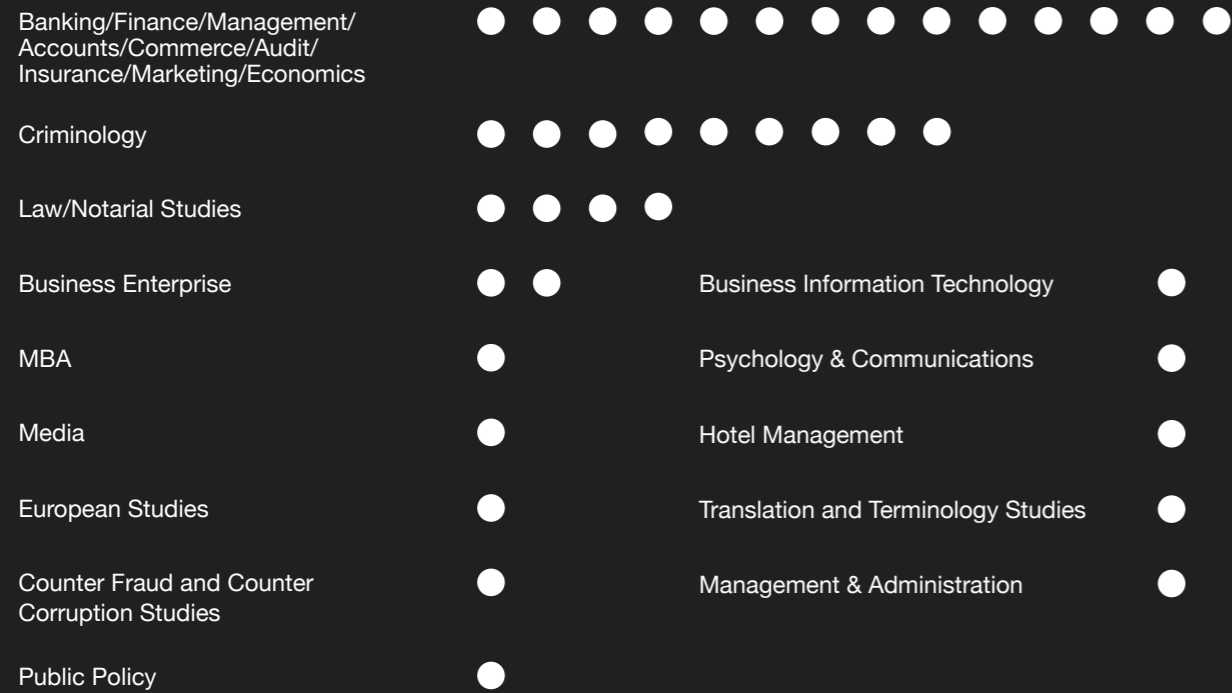 Banking/Finance/Management/
Accounts/Commerce/Audit/
Insurance/Marketing/Economics
Criminology
Law/Notarial Studies
Business Enterprise
MBA
Media
European Studies
Counter Fraud and Counter
Corruption Studies
Public Policy
Business Information Technology
Psychology & Communications
Hotel Management
Translation and Terminology Studies
Management & Administration